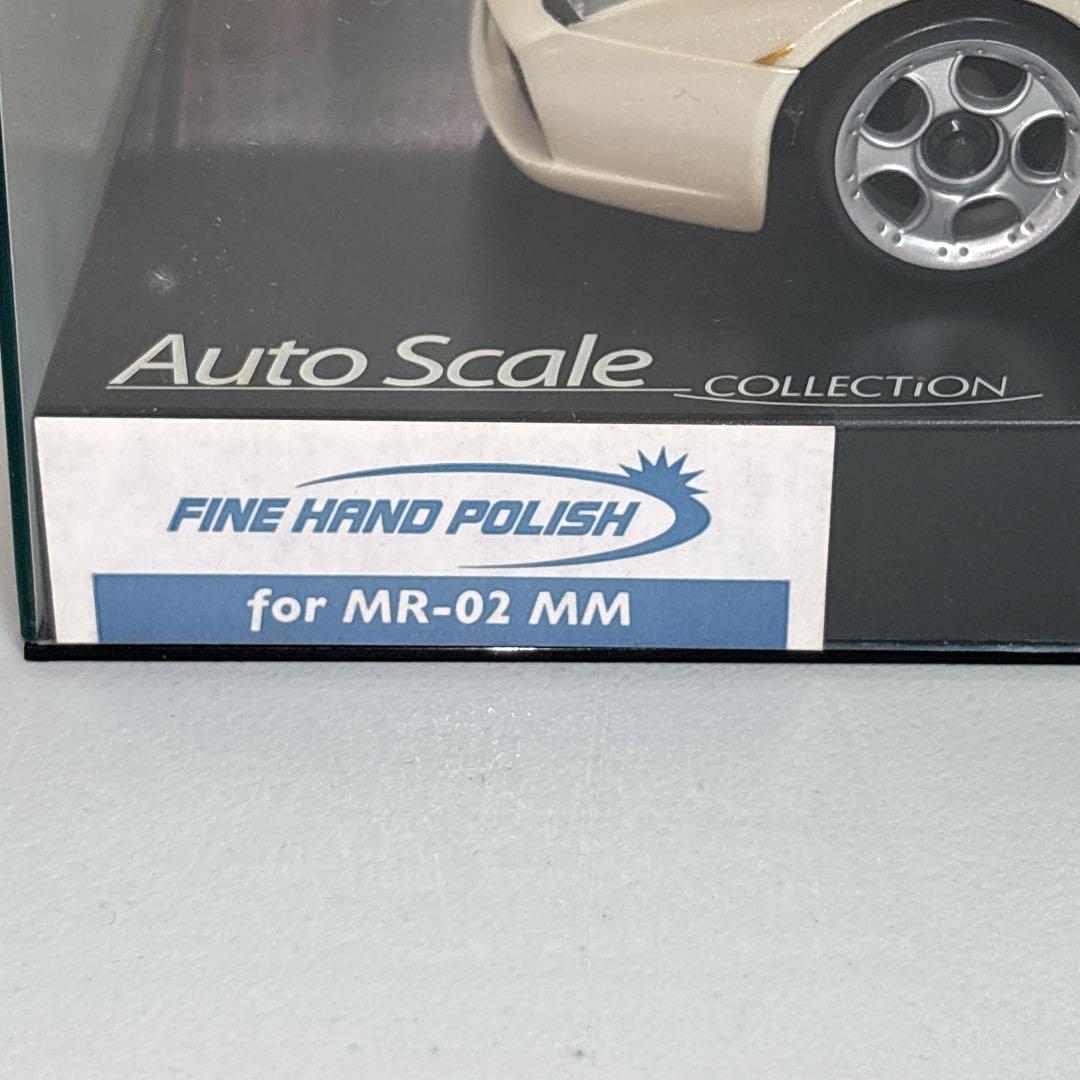 Auto Scale COLLECTiON
FINE HAND POLISH
for MR-02 MM